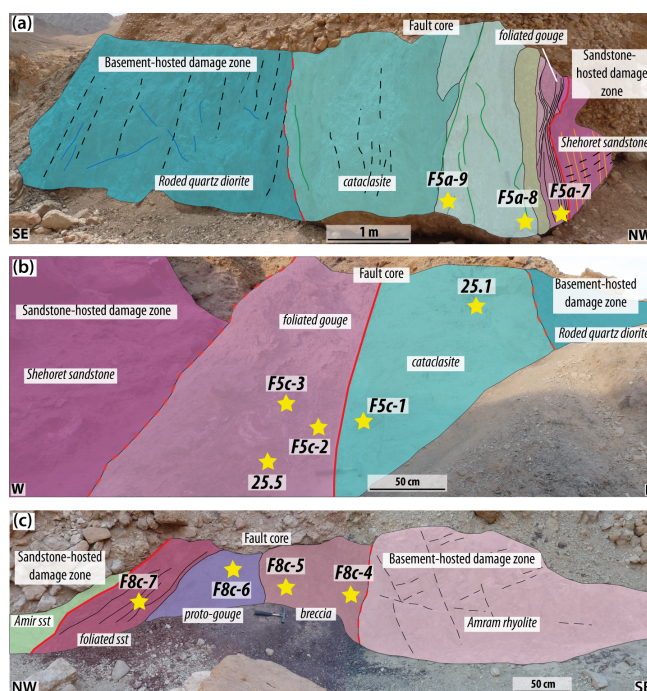 (a)
Fault core
foliated gouge
Basement-hosted damage zone
Sandstone-
hosted damage
zone
Shehoret sandstone
Roded quartz diorite
cataclasite
F5a-9
F5a-8
F5a-7
SE
1 m
NW
(b)
Fault core
Sandstone-hosted damage zone
foliated gouge
25.1
Basement-hosted
damage zone
Roded quartz diorite
Shehoret sandstone
cataclasite
F5c-3
F5c-1
F5c-2
25.5
W
50 cm
(c)
Fault core
Sandstone-hosted
damage zone
Basement-hosted
damage zone
F8c-7
F8c-6
F8c-5
F8c-4
Amir sst
foliated sst
proto-gouge
breccia
Amram rhyolite
NW
50 cm